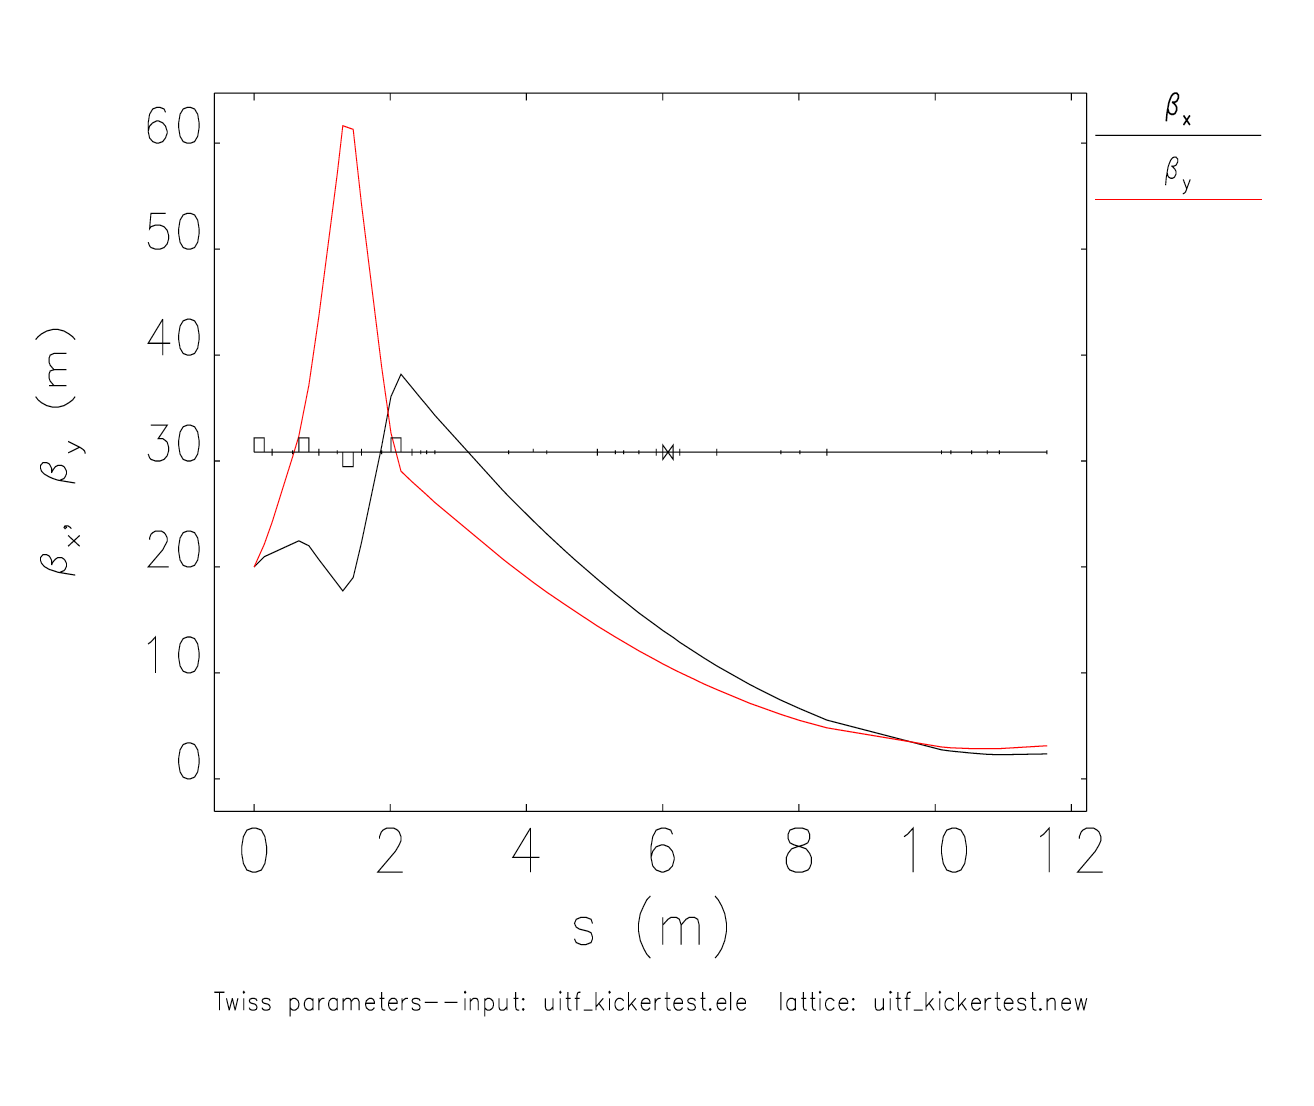 βx
βy
60
50
40
30
20
10
0
βx, βy (m)
0 2 4 6 8 10 12
s (m)
Twiss parameters--input: uitf_kickertest.ele lattice: uitf_kickertest.new